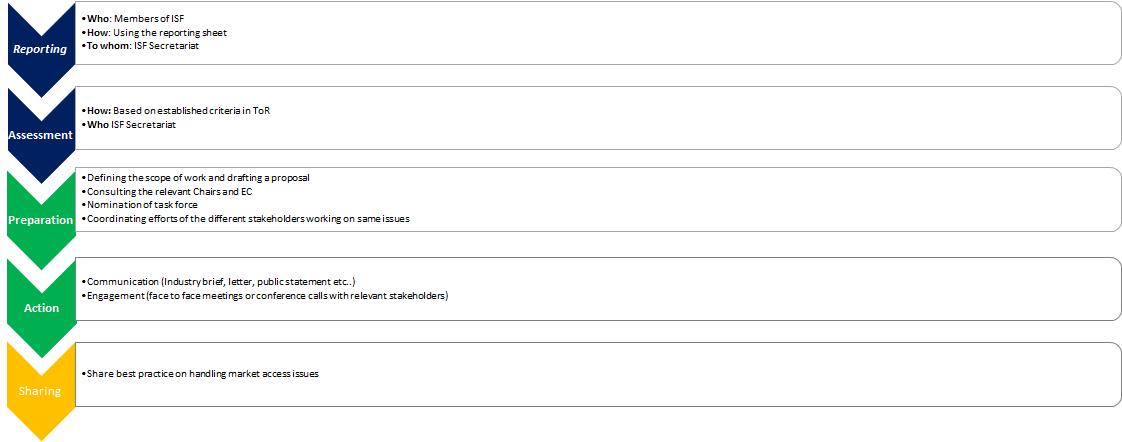 Reporting
•Who: Members of ISF
•How: Using the reporting sheet
•To whom: ISF Secretariat
Assessment
•How: Based on established criteria in ToR
•Who ISF Secretariat
Preparation
•Defining the scope of work and drafting a proposal
•Consulting the relevant Chairs and EC
•Nomination of task force
•Coordinating efforts of the different stakeholders working on same issues
Action
•Communication (Industry brief, letter, public statement etc..)
•Engagement (face to face meetings or conference calls with relevant stakeholders)
Sharing
•Share best practice on handling market access issues